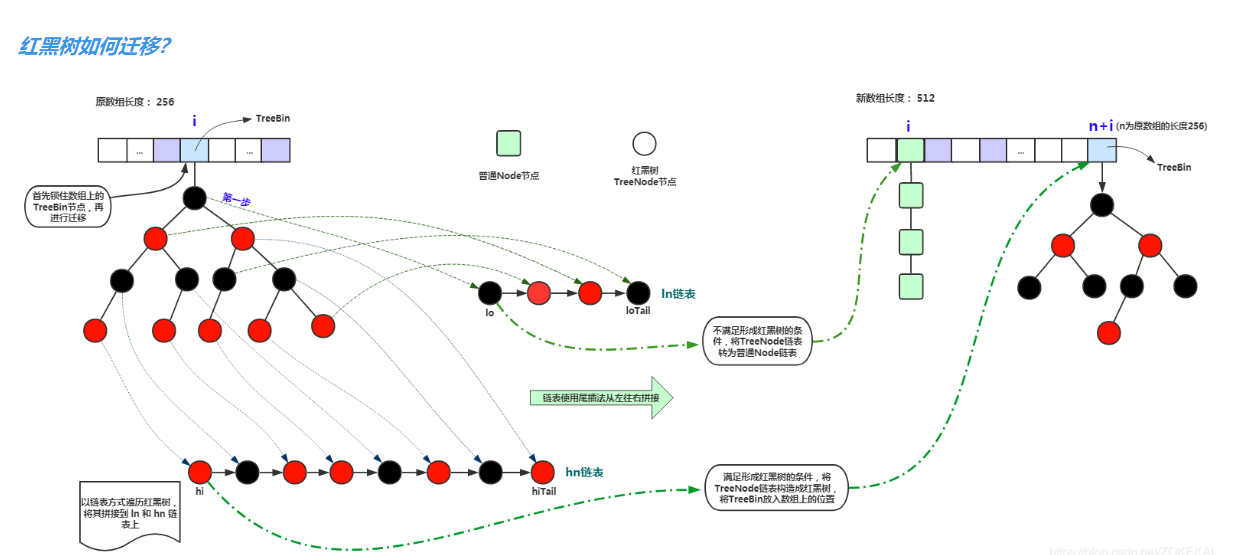 红黑树如何迁移?
原数组长度： 256
新数组长度： 512
i
TreeBin
...
...
普通Node节点
红黑树
TreeNode节点
i
n+i (n为原数组的长度256)
...
TreeBin
首先锁住数组上的
TreeBin节点，再
进行迁移
第一步
lo
loTail
ln链表
不满足形成红黑树的条
件，将TreeNode链表
转为普通Node链表
链表使用尾插法从左往右拼接
hi
hiTail
hn链表
满足形成红黑树的条件，将
TreeNode链表构造成红黑树，
将TreeBin放入数组上的位置
以链表方式遍历红黑树，
将其拼接到 ln 和 hn 链
表上
https://blog.csdn.net/ZOKEKAI